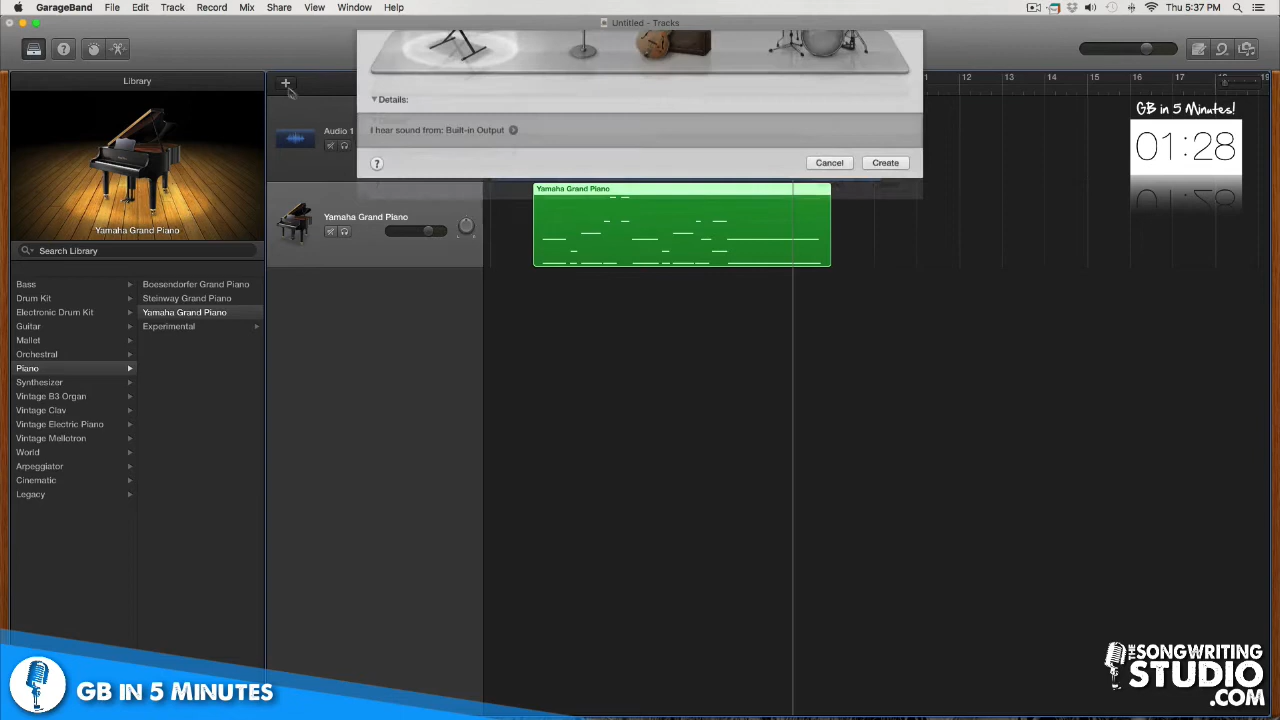 GarageBand File Edit Track Record Mix Share View Window Help
Thu 5:37 PM
Untitled - Tracks
Library
Yamaha Grand Piano
Search Library
Bass
Drum Kit
Electronic Drum Kit
Guitar
Mallet
Orchestral
Piano
Synthesizer
Vintage B3 Organ
Vintage Clav
Vintage Electric Piano
Vintage Mellotron
World
Arpeggiator
Cinematic
Legacy
Boesendorfer Grand Piano
Steinway Grand Piano
Yamaha Grand Piano
Experimental
Audio 1
Yamaha Grand Piano
Details:
I hear sound from: Built-in Output
?
Cancel
Create
11 12 13 14 15 16 17 18 19
Yamaha Grand Piano
GB in 5 Minutes!
01:28
GB IN 5 MINUTES
THE
SONGWRITING
STUDIO
.COM